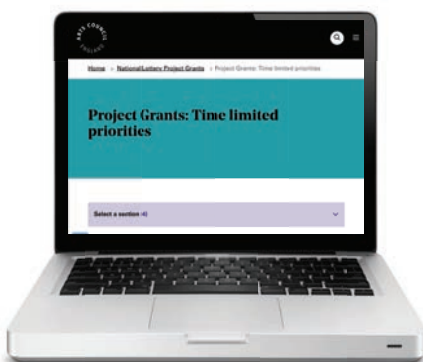 ARTS COUNCIL
ENGLAND
Home > National Lottery Project Grants > Project Grants: Time limited priorities
Project Grants: Time limited
priorities
Select a section